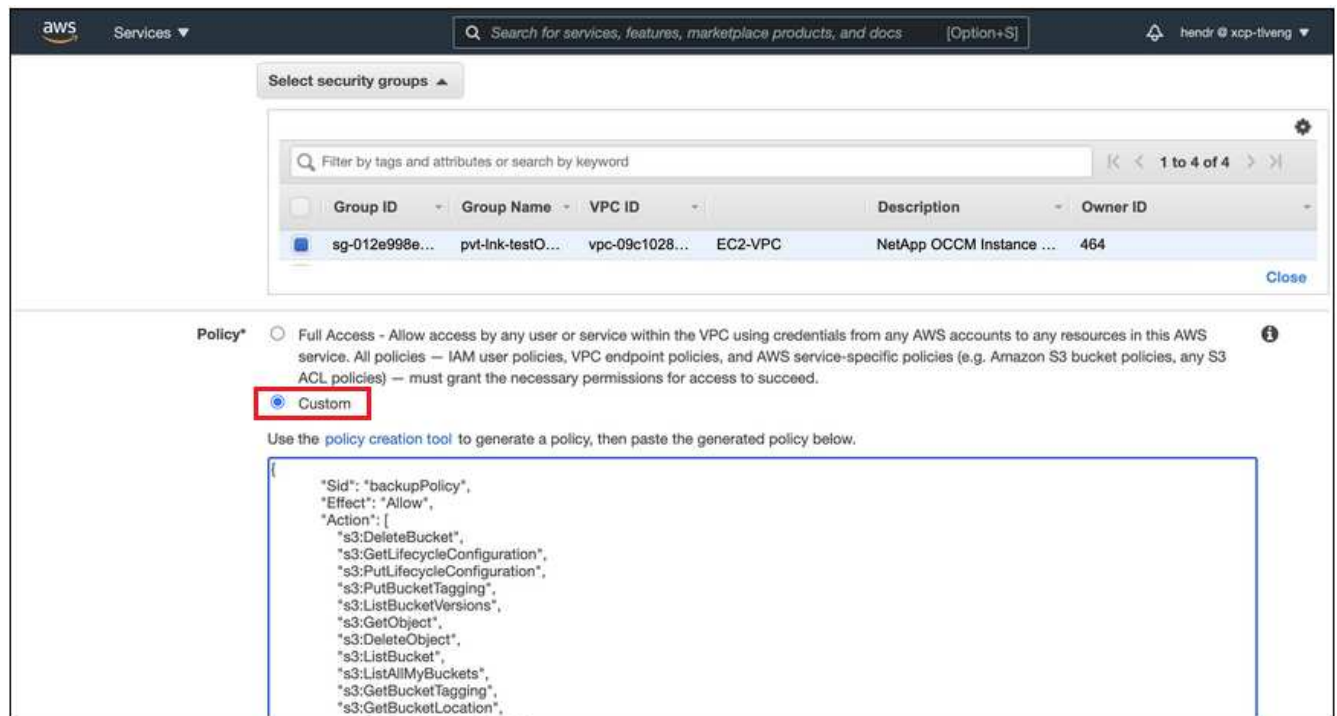 aws Services ▼ Search for services, features, marketplace products, and docs [Option+S] hendr @ xcp-tlveng ▼
Select security groups ▲
Filter by tags and attributes or search by keyword |< < 1 to 4 of 4 > >|
Group ID Group Name VPC ID Description Owner ID
sg-012e998e... pvt-lnk-testO... vpc-09c1028... EC2-VPC NetApp OCCM Instance ... 464
Close
Policy* Full Access - Allow access by any user or service within the VPC using credentials from any AWS accounts to any resources in this AWS
service. All policies — IAM user policies, VPC endpoint policies, and AWS service-specific policies (e.g. Amazon S3 bucket policies, any S3
ACL policies) — must grant the necessary permissions for access to succeed.
Custom
Use the policy creation tool to generate a policy, then paste the generated policy below.
{
"Sid": "backupPolicy",
"Effect": "Allow",
"Action": [
"s3:DeleteBucket",
"s3:GetLifecycleConfiguration",
"s3:PutLifecycleConfiguration",
"s3:PutBucketTagging",
"s3:ListBucketVersions",
"s3:GetObject",
"s3:DeleteObject",
"s3:ListBucket",
"s3:ListAllMyBuckets",
"s3:GetBucketTagging",
"s3:GetBucketLocation",